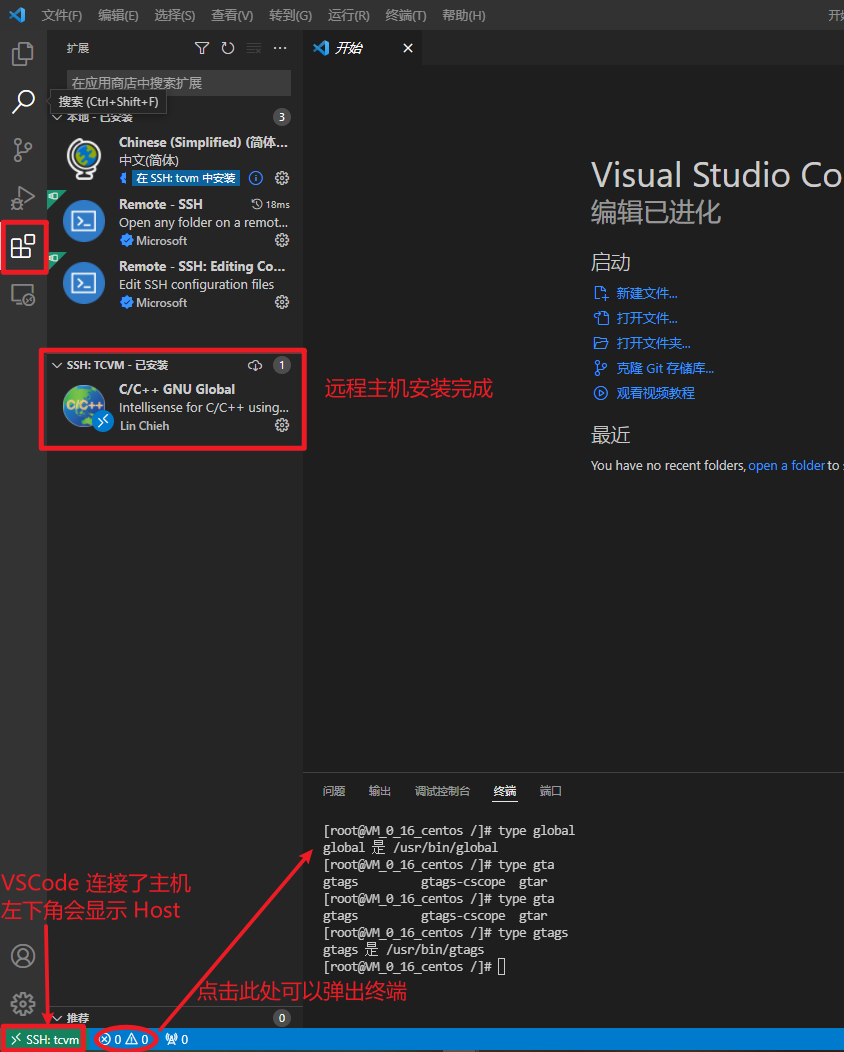 文件(F) 编辑(E) 选择(S) 查看(V) 转到(G) 运行(R) 终端(T) 帮助(H) 开
扩展
开始
在应用商店中搜索扩展
搜索 (Ctrl+Shift+F)
本地 - 已安装 3
Chinese (Simplified) (简体...
中文(简体)
在 SSH: tcvm 中安装
Remote - SSH 18ms
Open any folder on a remot...
Microsoft
Remote - SSH: Editing Co...
Edit SSH configuration files
Microsoft
SSH: TCVM - 已安装 1
C/C++ GNU Global
C/C++
Intellisense for C/C++ using...
Lin Chieh
远程主机安装完成
Visual Studio Co
编辑已进化
启动
新建文件...
打开文件...
打开文件夹...
克隆 Git 存储库...
观看视频教程
最近
You have no recent folders, open a folder to s
问题 输出 调试控制台 终端 端口
[root@VM_0_16_centos /]# type global
global 是 /usr/bin/global
[root@VM_0_16_centos /]# type gta
gtags gtags-cscope gtar
[root@VM_0_16_centos /]# type gta
gtags gtags-cscope gtar
[root@VM_0_16_centos /]# type gtags
gtags 是 /usr/bin/gtags
[root@VM_0_16_centos /]#
VSCode 连接了主机
左下角会显示 Host
点击此处可以弹出终端
推荐 0
SSH: tcvm 0 0 0